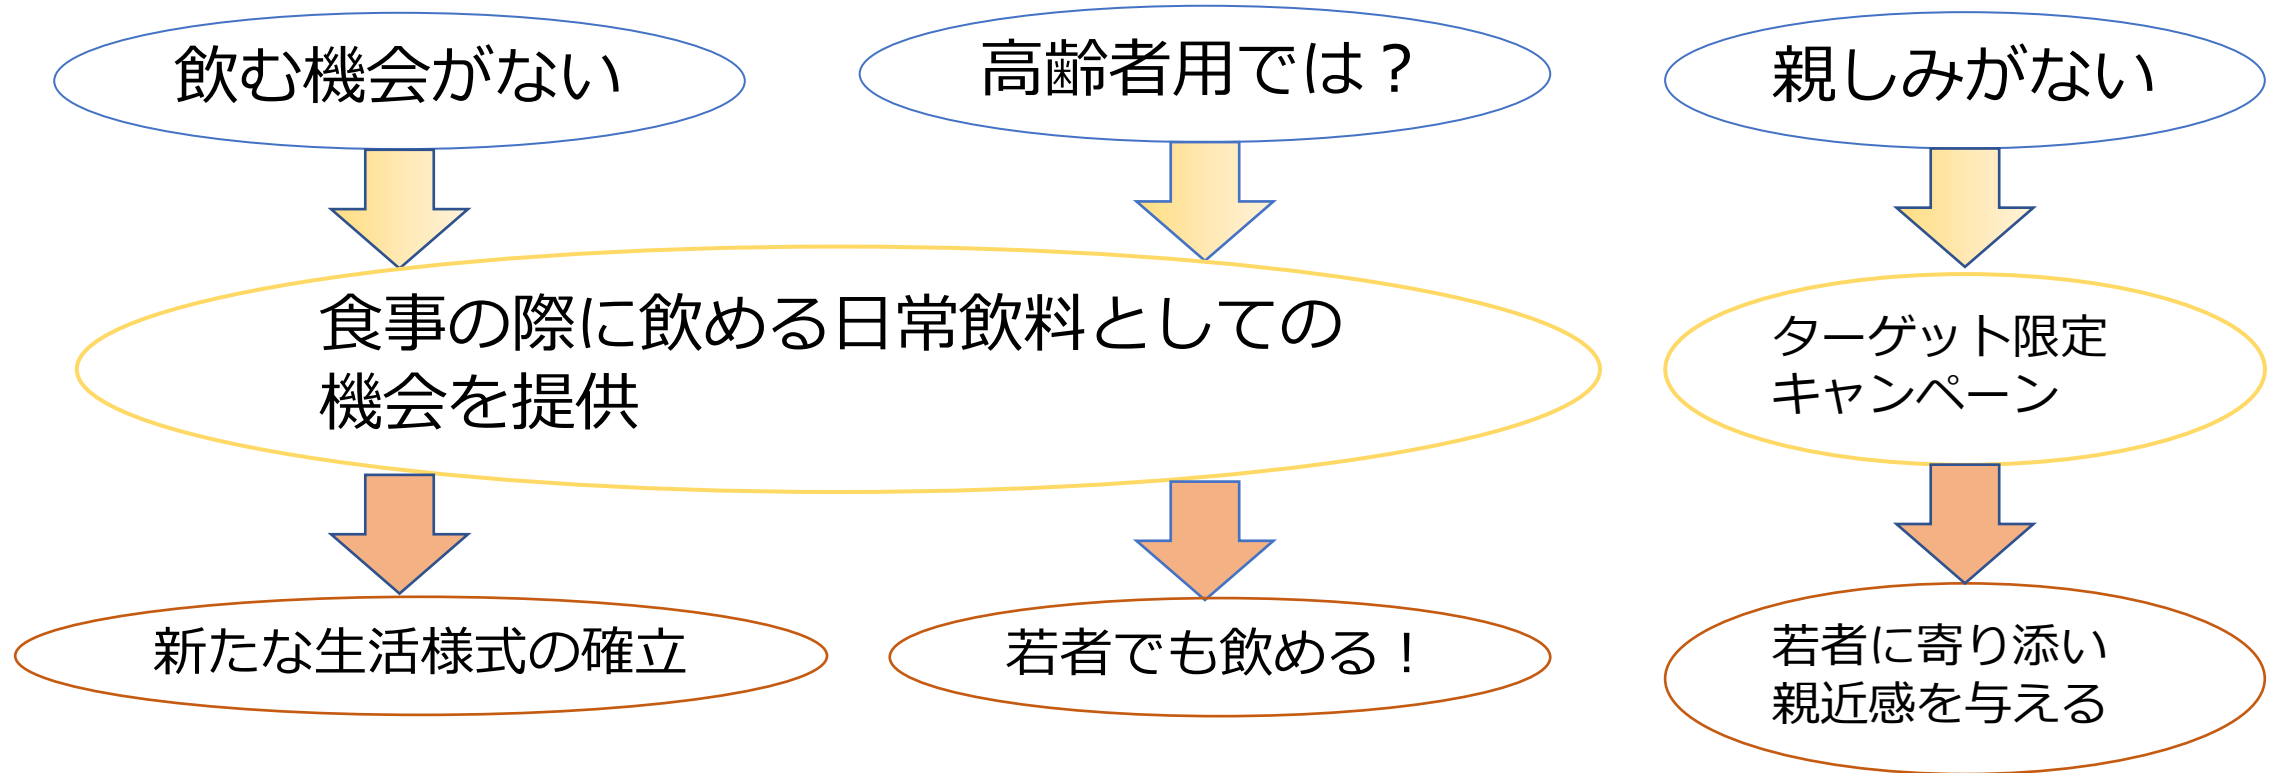 飲む機会がない
高齢者用では？
親しみがない
食事の際に飲める日常飲料としての
機会を提供
ターゲット限定
キャンペーン
新たな生活様式の確立
若者でも飲める！
若者に寄り添い
親近感を与える